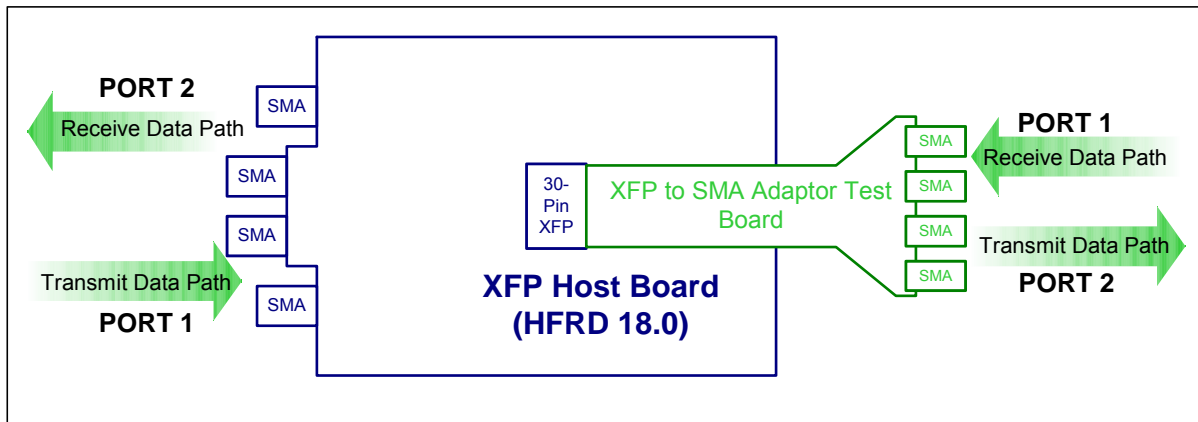 PORT 2
Receive Data Path
SMA
SMA
SMA
SMA
Transmit Data Path
PORT 1
30-
Pin
XFP
XFP to SMA Adaptor Test
Board
XFP Host Board
(HFRD 18.0)
SMA
SMA
SMA
SMA
PORT 1
Receive Data Path
Transmit Data Path
PORT 2